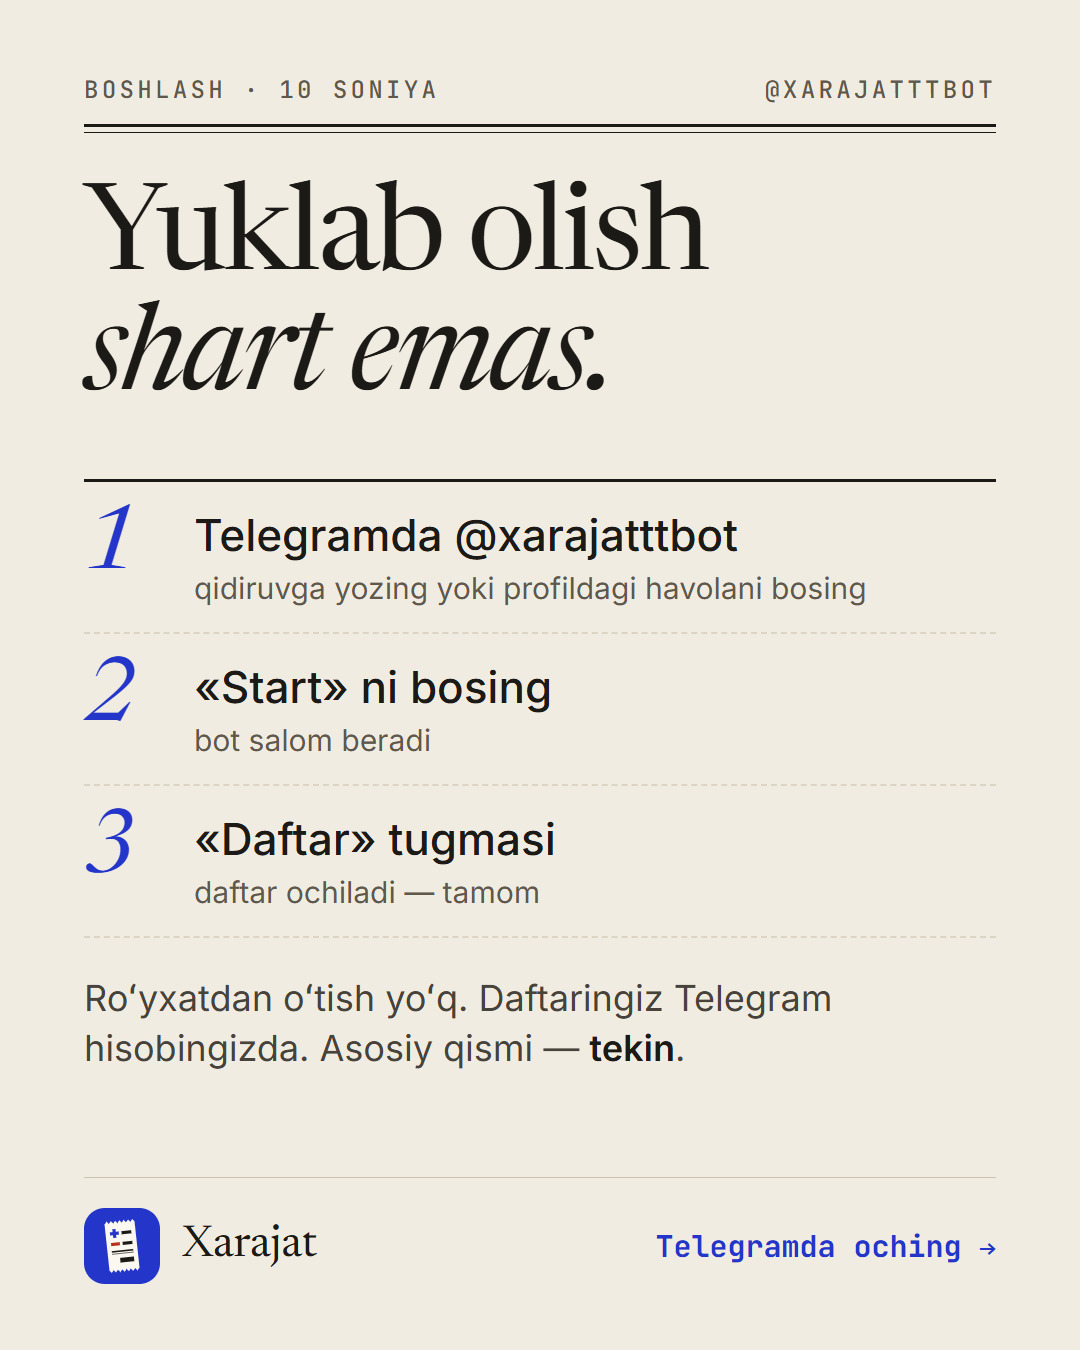 BOSHLASH · 10 SONIYA
@XARAJATTTBOT
Yuklab olish
shart emas.
1
Telegramda @xarajatttbot
qidiruvga yozing yoki profildagi havolani bosing
2
«Start» ni bosing
bot salom beradi
3
«Daftar» tugmasi
daftar ochiladi — tamom
Roʻyxatdan oʻtish yoʻq. Daftaringiz Telegram
hisobingizda. Asosiy qismi — tekin.
Xarajat
Telegramda oching →